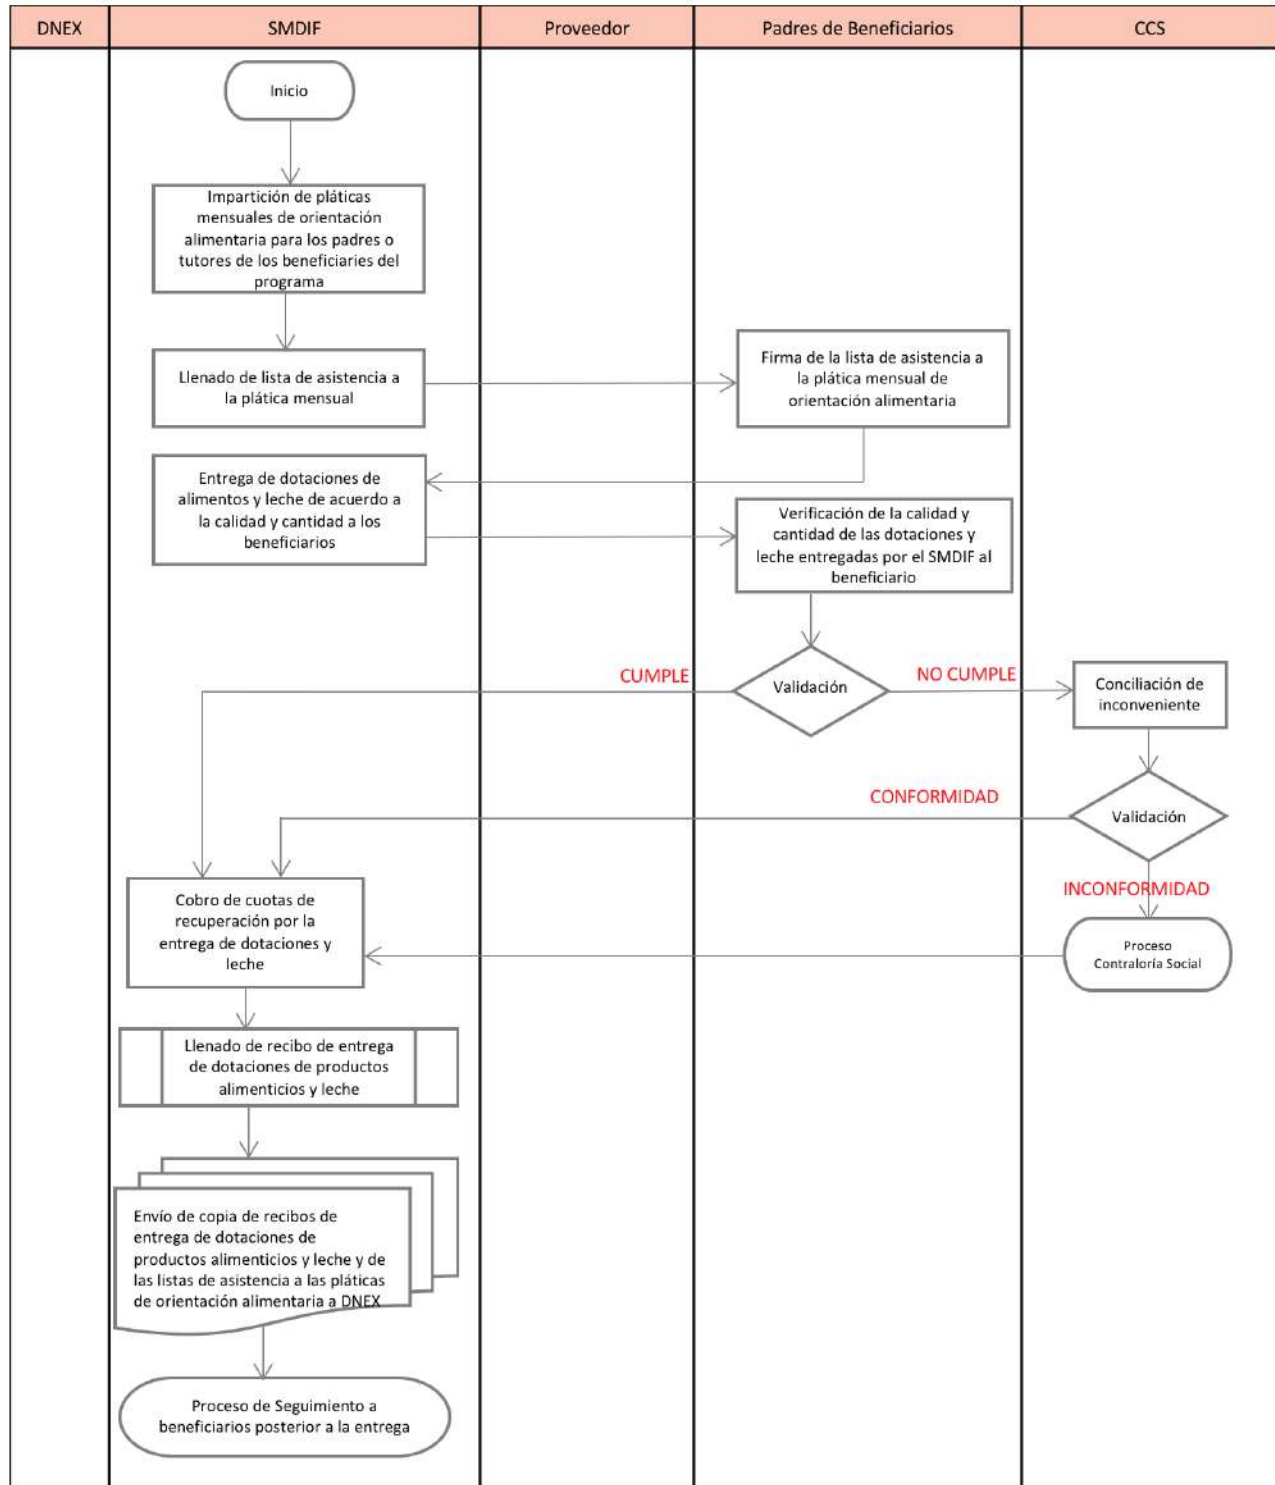 DNEX
SMDIF
Proveedor
Padres de Beneficiarios
CCS
Inicio
Impartición de pláticas
mensuales de orientación
alimentaria para los padres o
tutores de los beneficiaries del
programa
Llenado de lista de asistencia a
la plática mensual
Firma de la lista de asistencia a
la plática mensual de
orientación alimentaria
Entrega de dotaciones de
alimentos y leche de acuerdo a
la calidad y cantidad a los
beneficiarios
Verificación de la calidad y
cantidad de las dotaciones y
leche entregadas por el SMDIF al
beneficiario
CUMPLE
Validación
NO CUMPLE
Conciliación de
inconveniente
CONFORMIDAD
Validación
INCONFORMIDAD
Cobro de cuotas de
recuperación por la
entrega de dotaciones y
leche
Proceso
Contraloría Social
Llenado de recibo de entrega
de dotaciones de productos
alimenticios y leche
Envío de copia de recibos de
entrega de dotaciones de
productos alimenticios y leche y de
las listas de asistencia a las pláticas
de orientación alimentaria a DNEX
Proceso de Seguimiento a
beneficiarios posterior a la entrega